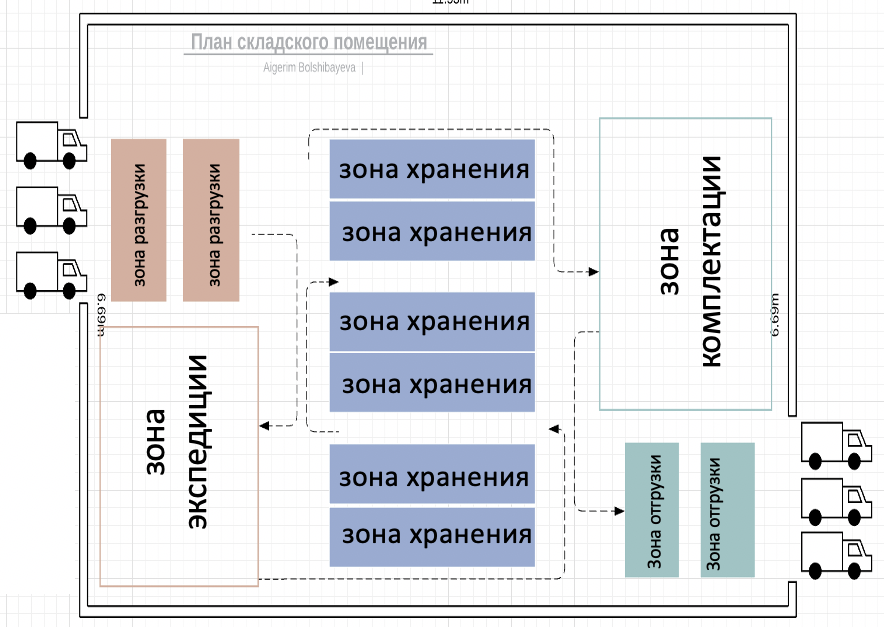 План складского помещения
Aigerim Bolshibayeva |
зона разгрузки
зона разгрузки
зона хранения
зона хранения
зона хранения
зона хранения
зона хранения
зона хранения
зона
комплектации
6.69m
6.69m
зона
экспедиции
Зона отгрузки
Зона отгрузки